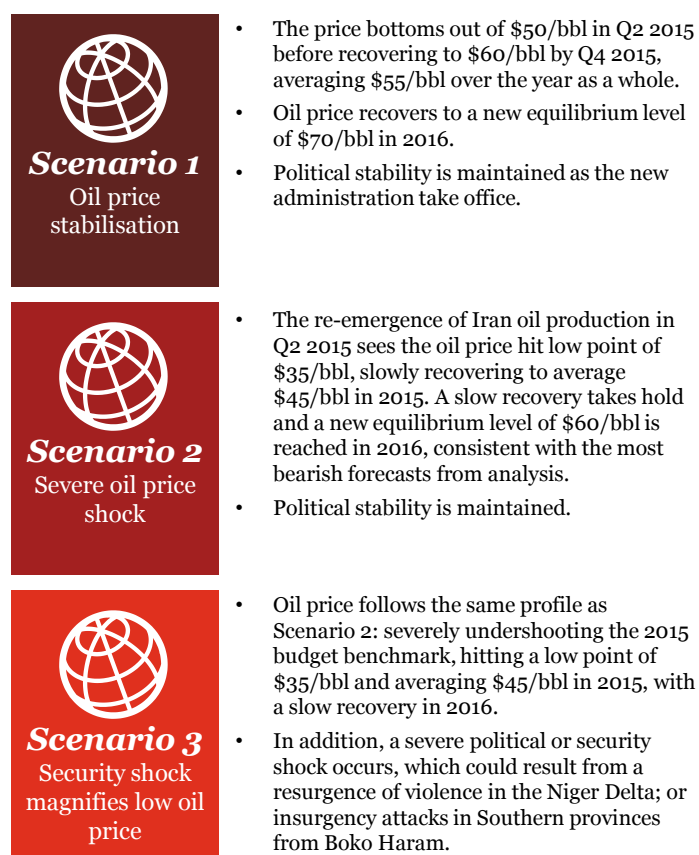 Scenario 1
Oil price
stabilisation
• The price bottoms out of $50/bbl in Q2 2015
before recovering to $60/bbl by Q4 2015,
averaging $55/bbl over the year as a whole.
• Oil price recovers to a new equilibrium level
of $70/bbl in 2016.
• Political stability is maintained as the new
administration take office.
Scenario 2
Severe oil price
shock
• The re-emergence of Iran oil production in
Q2 2015 sees the oil price hit low point of
$35/bbl, slowly recovering to average
$45/bbl in 2015. A slow recovery takes hold
and a new equilibrium level of $60/bbl is
reached in 2016, consistent with the most
bearish forecasts from analysis.
• Political stability is maintained.
Scenario 3
Security shock
magnifies low oil
price
• Oil price follows the same profile as
Scenario 2: severely undershooting the 2015
budget benchmark, hitting a low point of
$35/bbl and averaging $45/bbl in 2015, with
a slow recovery in 2016.
• In addition, a severe political or security
shock occurs, which could result from a
resurgence of violence in the Niger Delta; or
insurgency attacks in Southern provinces
from Boko Haram.